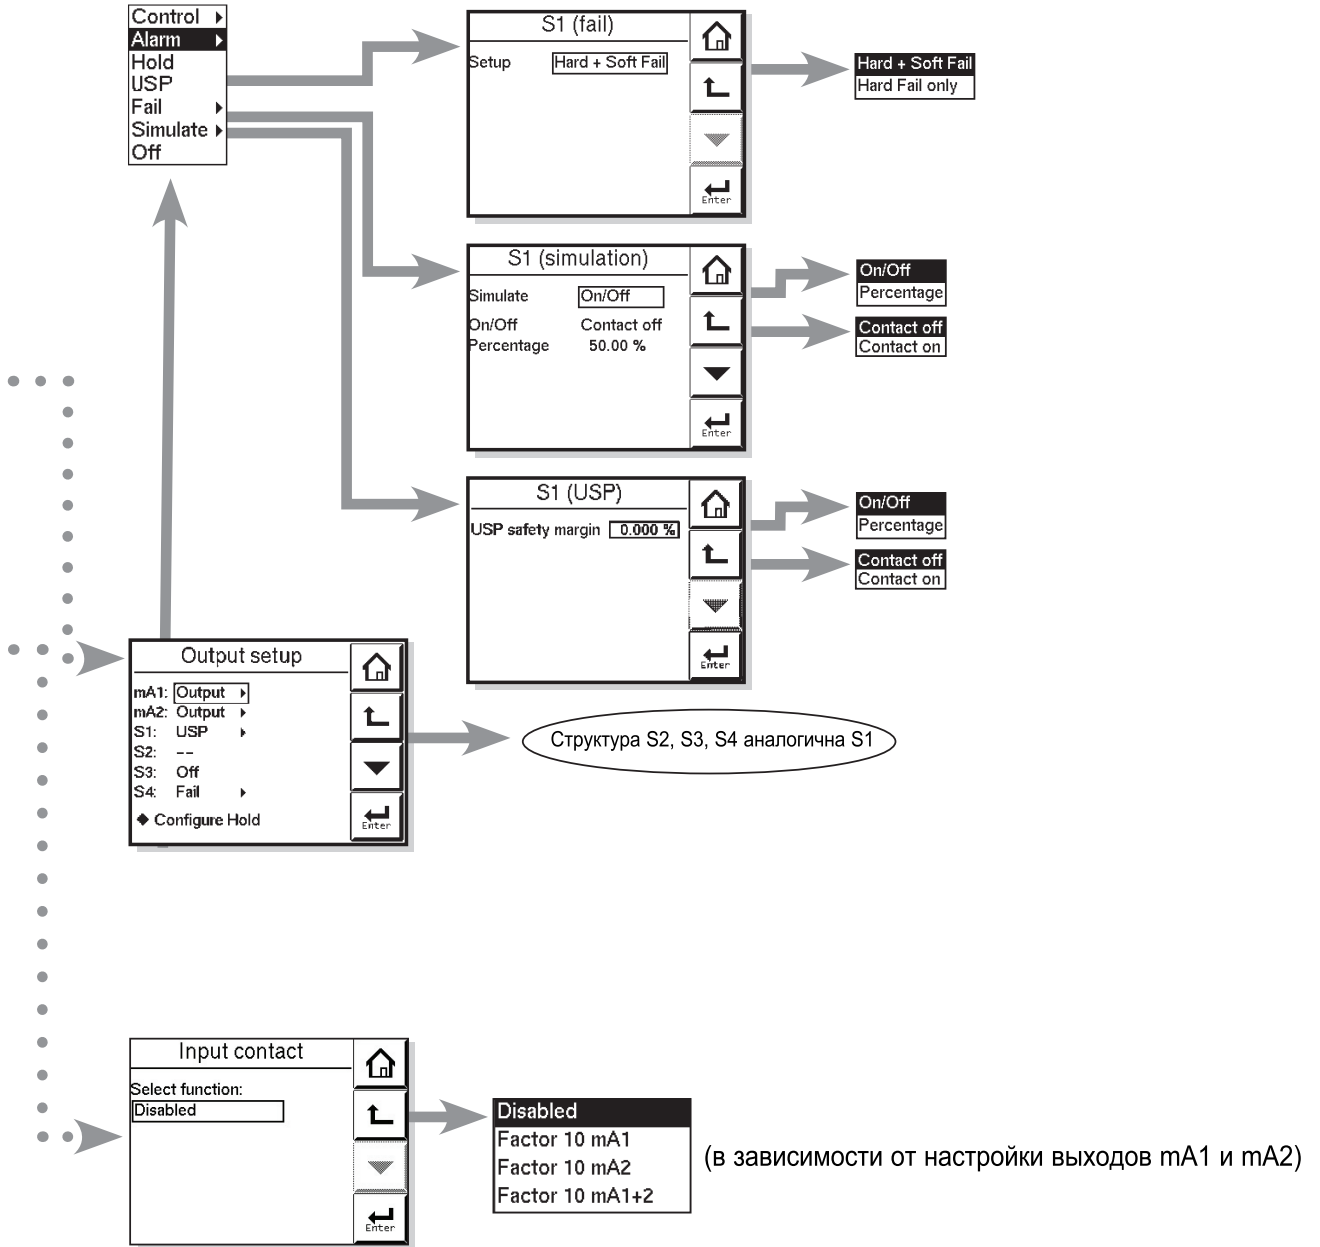 Control
Alarm
Hold
USP
Fail
Simulate
Off
S1 (fail)
Setup Hard + Soft Fail
Enter
Hard + Soft Fail
Hard Fail only
S1 (simulation)
Simulate On/Off
On/Off Contact off
Percentage 50.00 %
Enter
On/Off
Percentage
Contact off
Contact on
S1 (USP)
USP safety margin 0.000 %
Enter
On/Off
Percentage
Contact off
Contact on
Output setup
mA1: Output
mA2: Output
S1: USP
S2: --
S3: Off
S4: Fail
Configure Hold
Enter
Структура S2, S3, S4 аналогична S1
Input contact
Select function:
Disabled
Enter
Disabled
Factor 10 mA1
Factor 10 mA2
Factor 10 mA1+2
(в зависимости от настройки выходов mA1 и mA2)